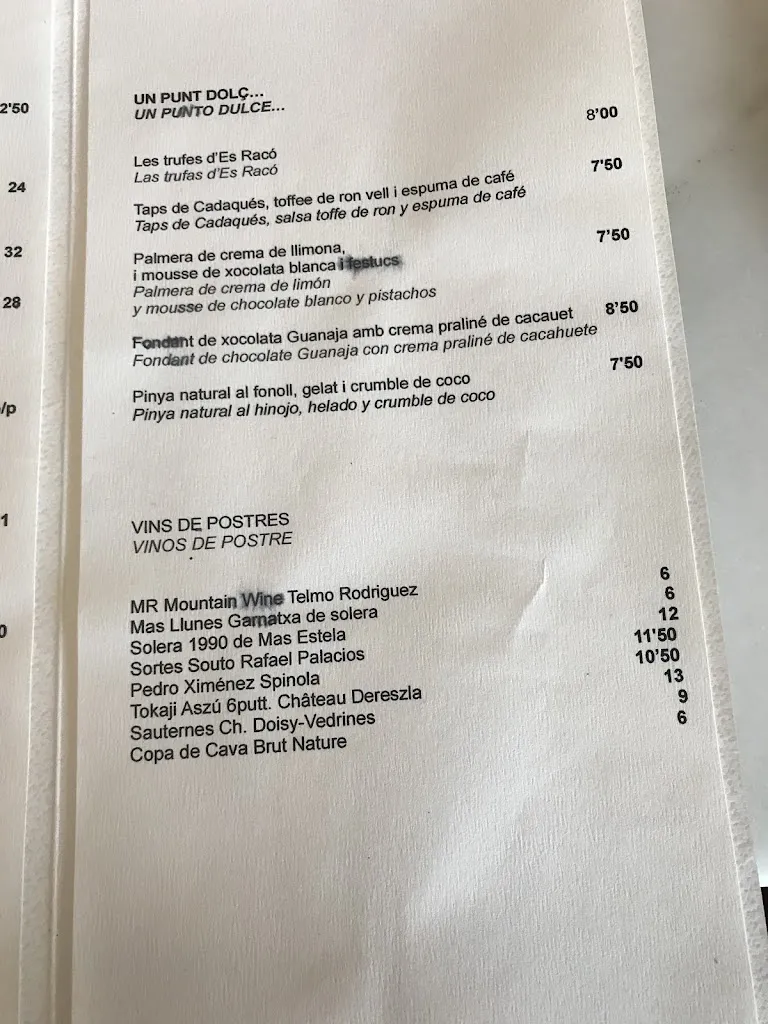 UN PUNT DOLÇ...
UN PUNTO DULCE...
Les trufes d'Es Racó 8'00
Las trufas d'Es Racó
Taps de Cadaqués, toffee de ron vell i espuma de café 7'50
Taps de Cadaqués, salsa toffe de ron y espuma de café
Palmera de crema de llimona, 7'50
i mousse de xocolata blanca i festucs
Palmera de crema de limón
y mousse de chocolate blanco y pistachos
Fondant de xocolata Guanaja amb crema praliné de cacauet 8'50
Fondant de chocolate Guanaja con crema praliné de cacahuete
Pinya natural al fonoll, gelat i crumble de coco 7'50
Pinya natural al hinojo, helado y crumble de coco
VINS DE POSTRES
VINOS DE POSTRE
MR Mountain Wine Telmo Rodriguez 6
Mas Llunes Garnatxa de solera 6
Solera 1990 de Mas Estela 12
Sortes Souto Rafael Palacios 11'50
Pedro Ximénez Spinola 10'50
Tokaji Aszú 6putt. Château Dereszla 13
Sauternes Ch. Doisy-Vedrines 9
Copa de Cava Brut Nature 6
2'50
24
32
28
/p
1
0